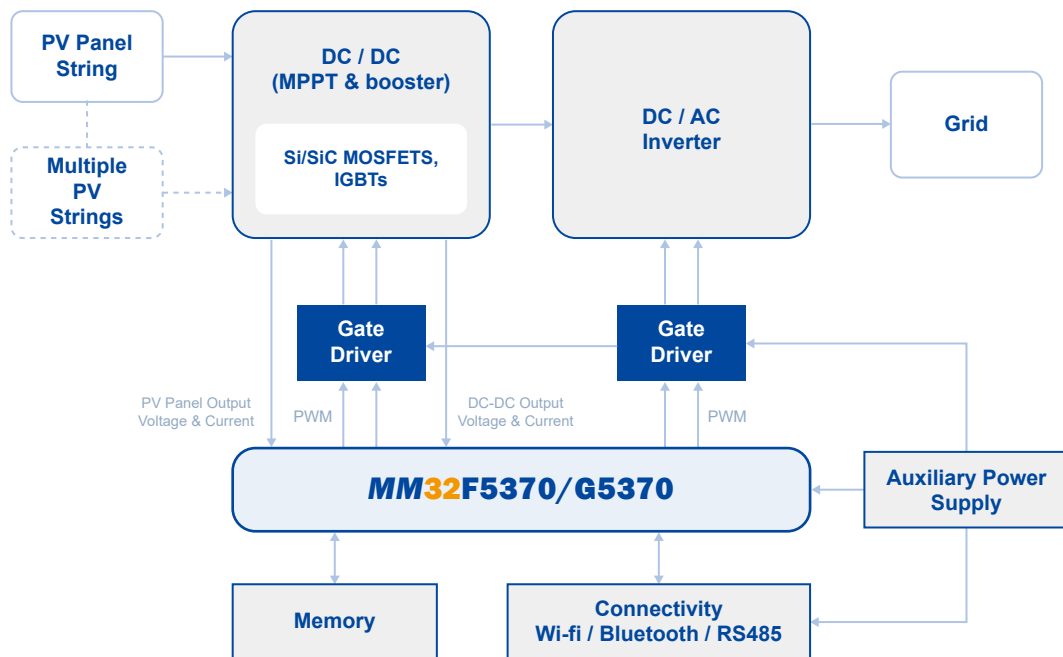 PV Panel
String
DC / DC
(MPPT & booster)
Si/SiC MOSFETS,
IGBTs
DC / AC
Inverter
Grid
Multiple
PV
Strings
Gate
Driver
Gate
Driver
PV Panel Output
Voltage & Current
PWM
DC-DC Output
Voltage & Current
PWM
MM32F5370/G5370
Auxiliary Power
Supply
Memory
Connectivity
Wi-fi / Bluetooth / RS485